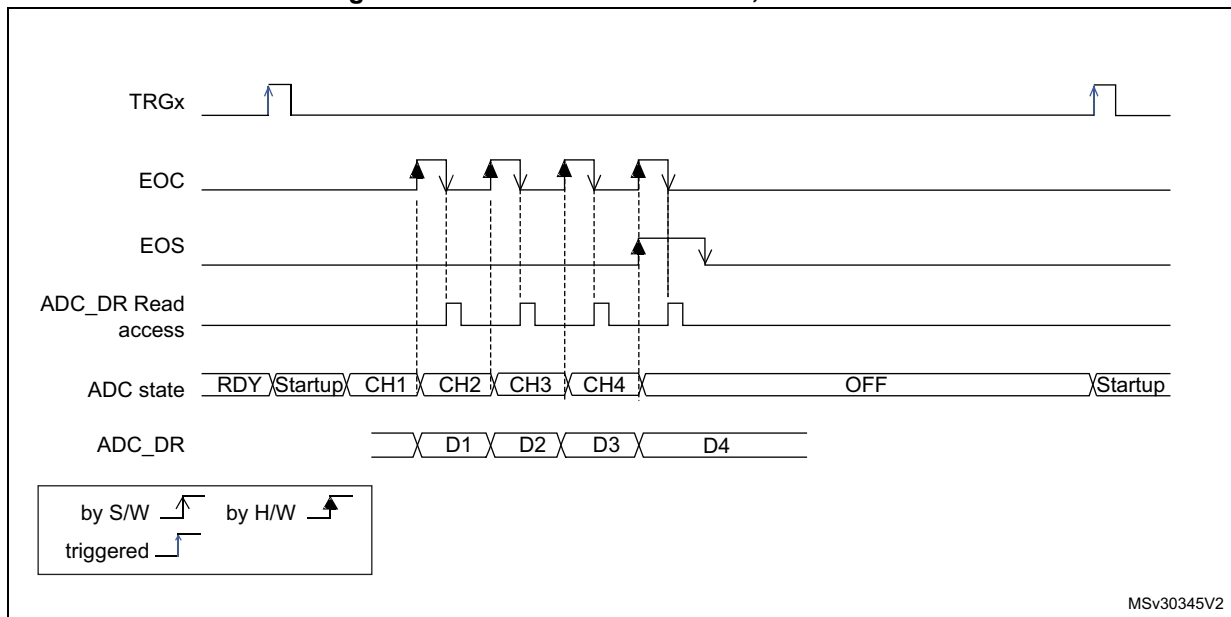 TRGx
EOC
EOS
ADC_DR Read
access
ADC state RDY Startup CH1 CH2 CH3 CH4 OFF Startup
ADC_DR D1 D2 D3 D4
by S/W by H/W
triggered
MSv30345V2